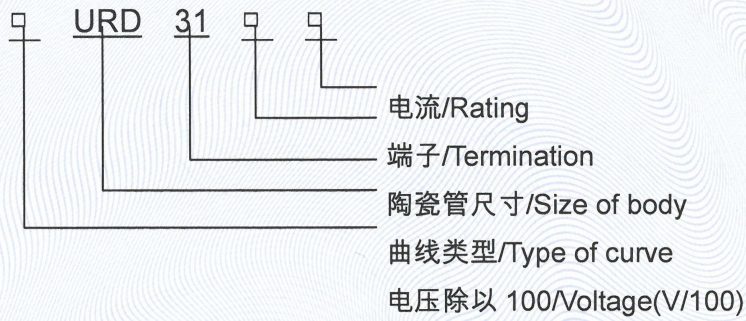 □ URD 31 □ □
电流/Rating
端子/Termination
陶瓷管尺寸/Size of body
曲线类型/Type of curve
电压除以 100/Voltage(V/100)